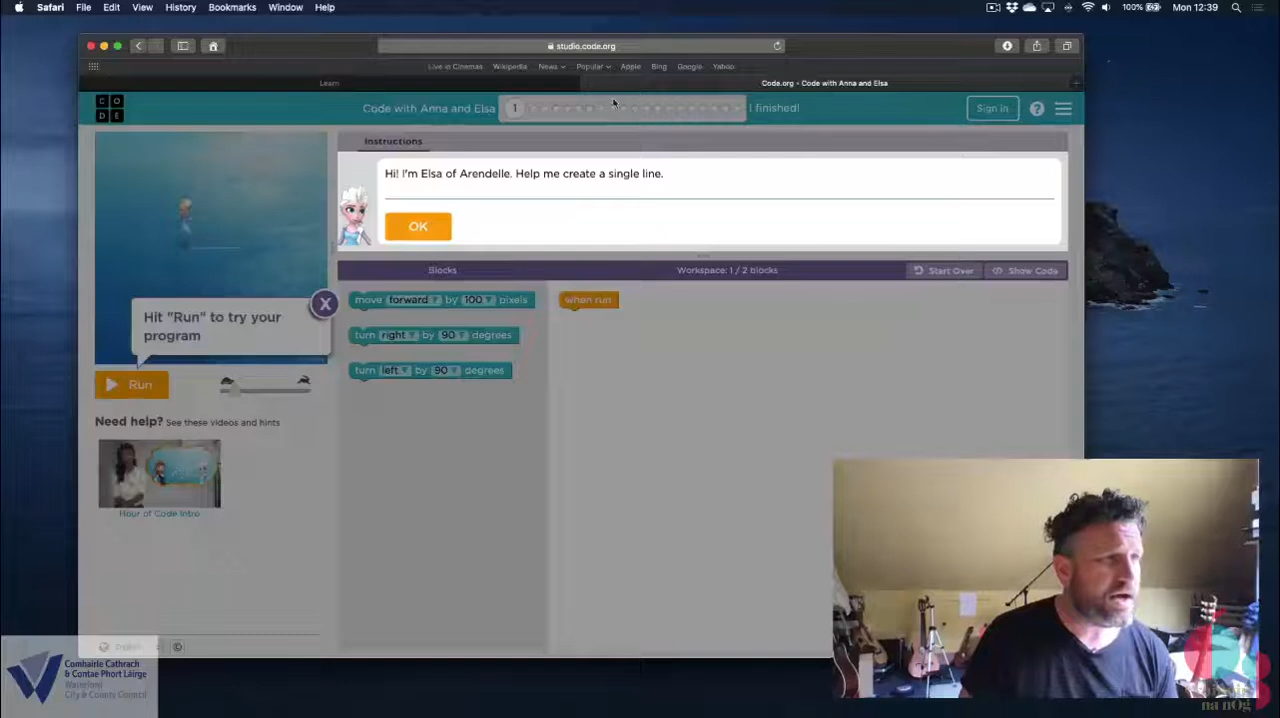 Safari File Edit View History Bookmarks Window Help 100% Mon 12:39
studio.code.org
Live in Cinemas Wikipedia News Popular Apple Bing Google Yahoo
Learn Code.org - Code with Anna and Elsa
C O
D E
Code with Anna and Elsa 1 I finished! Sign in ?
Instructions
Hi! I'm Elsa of Arendelle. Help me create a single line.
OK
Blocks Workspace: 1 / 2 blocks Start Over Show Code
move forward by 100 pixels when run
X
Hit "Run" to try your
program
turn right by 90 degrees
turn left by 90 degrees
Run
Need help? See these videos and hints
Hour of Code Intro
English
©
Comhairle Cathrach
& Contae Phort Láirge
Waterford
City & County Council
na nÓg